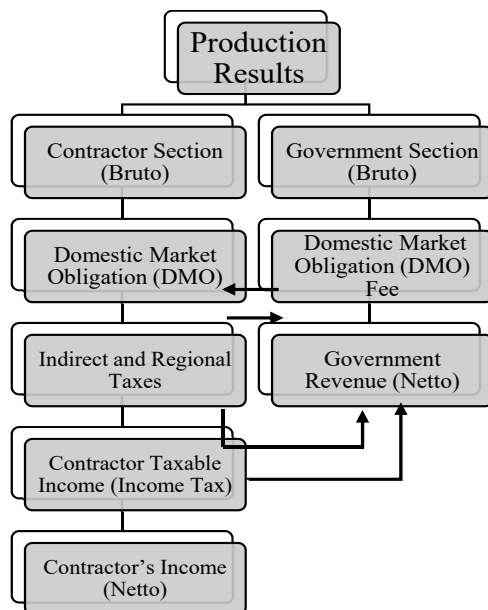 Production
Results
Contractor Section
(Bruto)
Government Section
(Bruto)
Domestic Market
Obligation (DMO)
Domestic Market
Obligation (DMO)
Fee
Indirect and Regional
Taxes
Government
Revenue (Netto)
Contractor Taxable
Income (Income Tax)
Contractor's Income
(Netto)